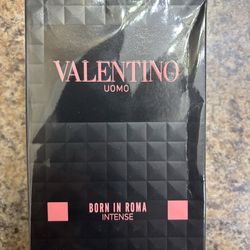 VALENTINO
UOMO
BORN IN ROMA
INTENSE